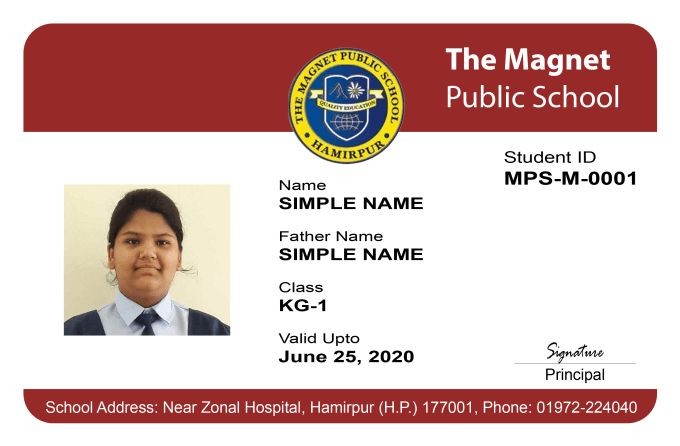 The Magnet
Public School
THE MAGNET PUBLIC SCHOOL
QUALITY EDUCATION
HAMIRPUR
Student ID
MPS-M-0001
Name
SIMPLE NAME
Father Name
SIMPLE NAME
Class
KG-1
Valid Upto
June 25, 2020
Signature
Principal
School Address: Near Zonal Hospital, Hamirpur (H.P.) 177001, Phone: 01972-224040